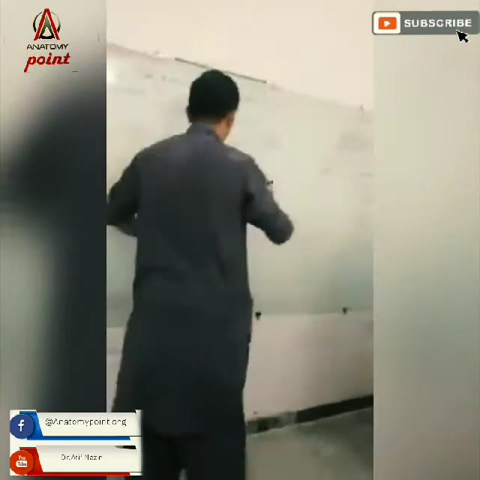 ANATOMY
point
SUBSCRIBE
@Anatomypoint.org
Dr.Atif Nazir